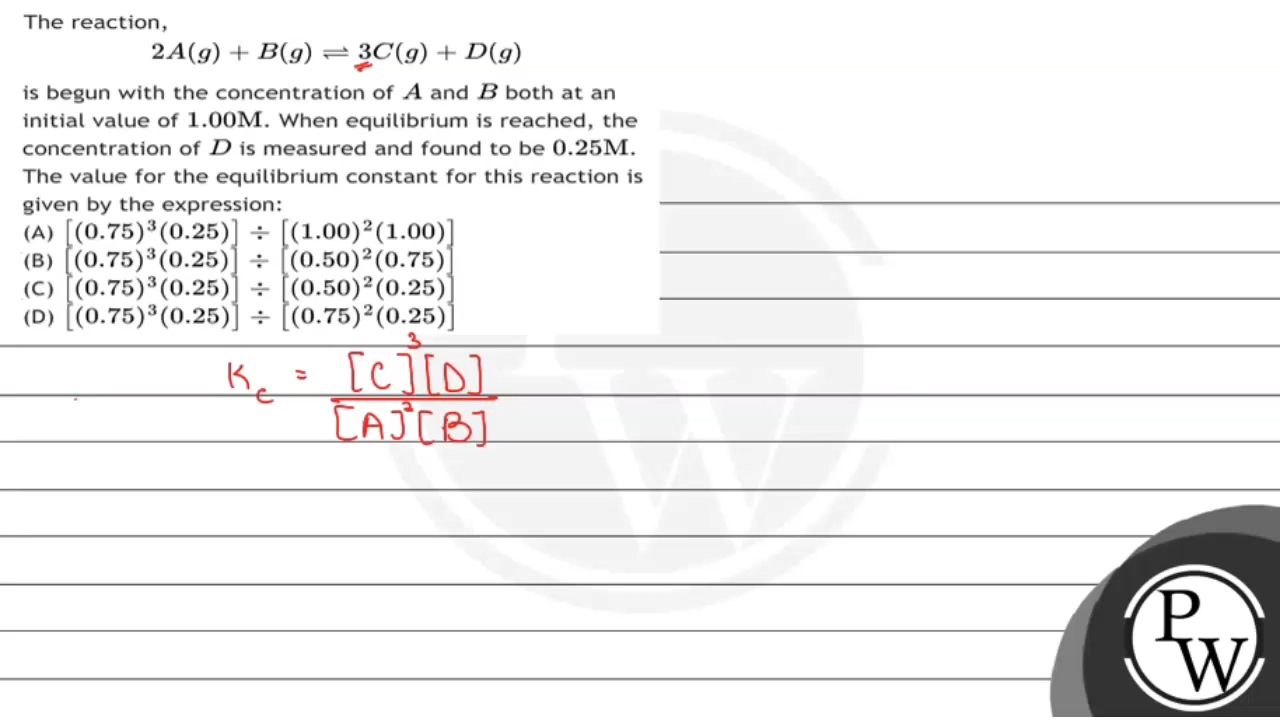 The reaction,
2A(g) + B(g) ⇌ 3C(g) + D(g)
is begun with the concentration of A and B both at an
initial value of 1.00M. When equilibrium is reached, the
concentration of D is measured and found to be 0.25M.
The value for the equilibrium constant for this reaction is
given by the expression:
(A) [(0.75)³(0.25)] ÷ [(1.00)²(1.00)]
(B) [(0.75)³(0.25)] ÷ [(0.50)²(0.75)]
(C) [(0.75)³(0.25)] ÷ [(0.50)²(0.25)]
(D) [(0.75)³(0.25)] ÷ [(0.75)²(0.25)]
K_c = [C]³[D]
[A]²[B]
W
P
W